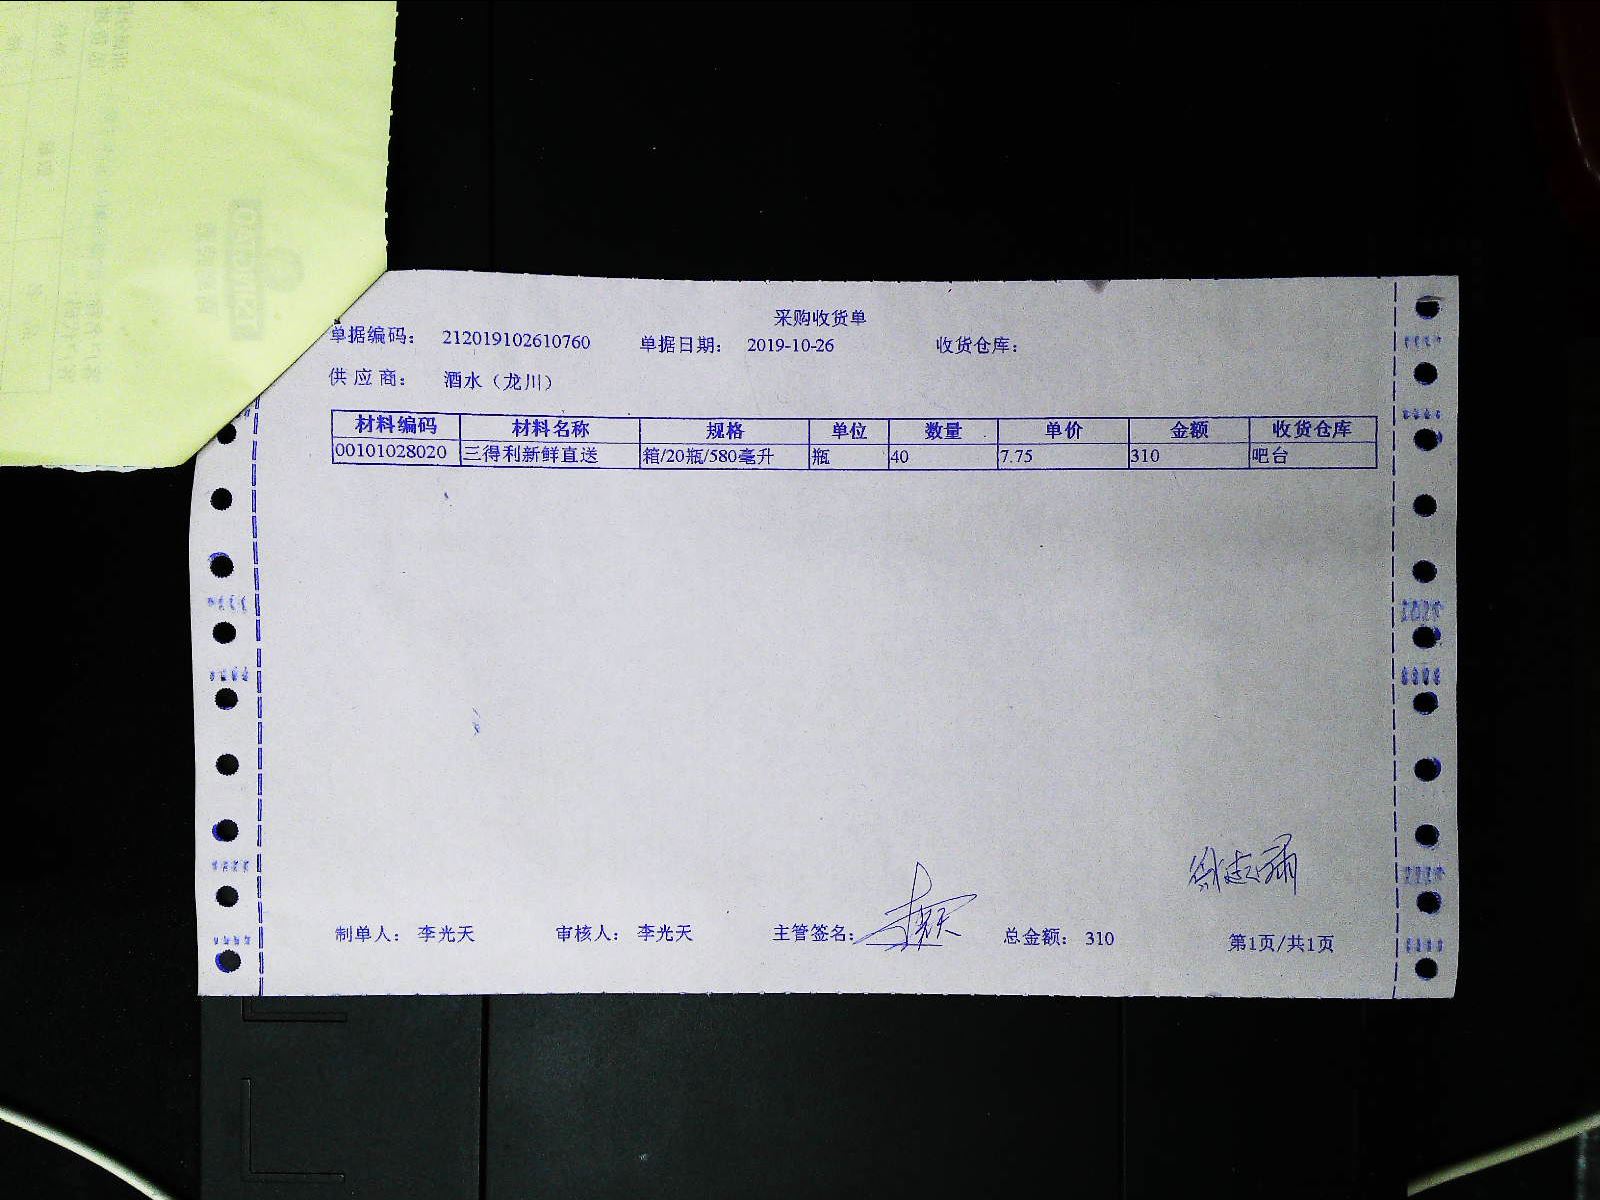 采购收货单
单据编码： 212019102610760 单据日期： 2019-10-26 收货仓库：
供 应 商： 酒水（龙川）
材料编码 材料名称 规格 单位 数量 单价 金额 收货仓库
00101028020 三得利新鲜直送 箱/20瓶/580毫升 瓶 40 7.75 310 吧台
制单人： 李光天 审核人： 李光天 主管签名： 总金额： 310 第1页/共1页